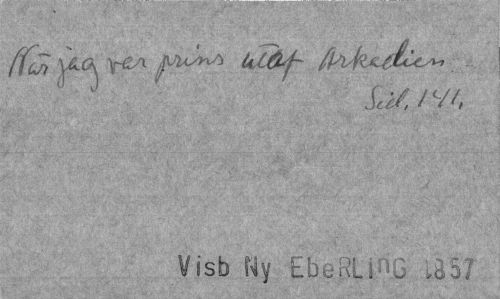 När jag var prins utaf Arkadien
Sid. 141.
Visb Ny EbeRLInG 1857